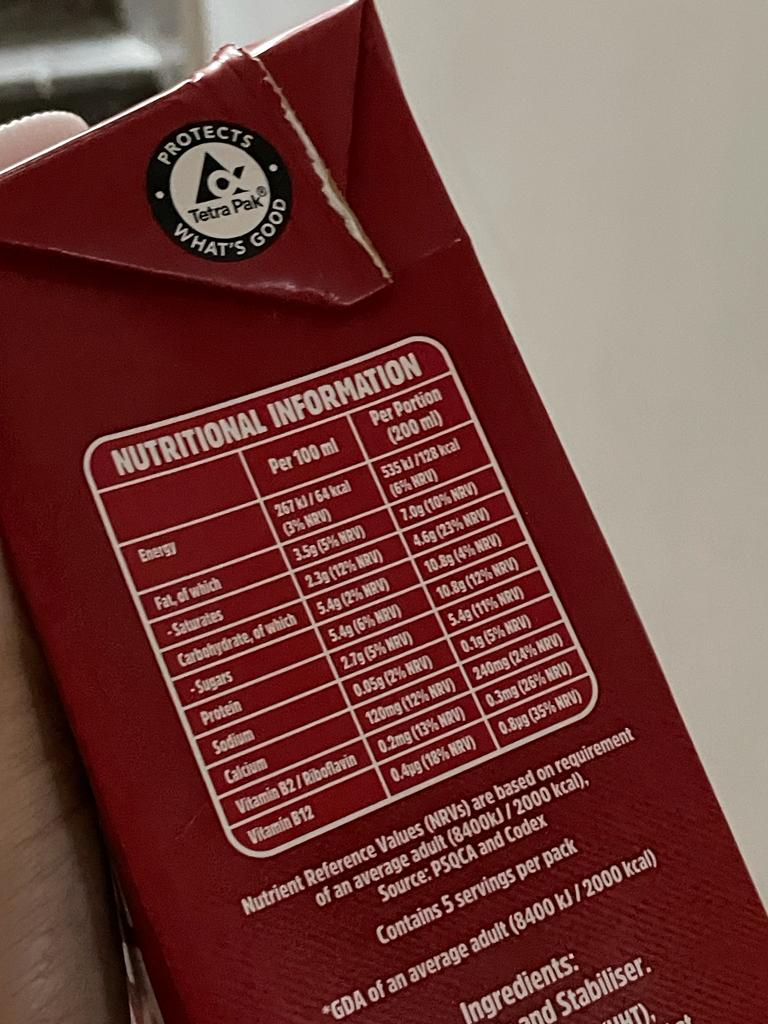 PROTECTS
Tetra Pak®
WHAT'S GOOD
NUTRITIONAL INFORMATION
Per 100 ml Per Portion (200 ml)
Energy 267 kJ / 64 kcal (3% NRV) 535 kJ / 128 kcal (6% NRV)
Fat, of which 3.5g (5% NRV) 7.0g (10% NRV)
- Saturates 2.3g (12% NRV) 4.6g (23% NRV)
Carbohydrate, of which 5.4g (2% NRV) 10.8g (4% NRV)
- Sugars 5.4g (6% NRV) 10.8g (12% NRV)
Protein 2.7g (5% NRV) 5.4g (11% NRV)
Sodium 0.05g (2% NRV) 0.1g (5% NRV)
Calcium 120mg (12% NRV) 240mg (24% NRV)
Vitamin B2 / Riboflavin 0.2mg (13% NRV) 0.3mg (26% NRV)
Vitamin B12 0.4µg (18% NRV) 0.8µg (35% NRV)
Nutrient Reference Values (NRVs) are based on requirement
of an average adult (8400kJ / 2000 kcal),
Source: PSQCA and Codex
Contains 5 servings per pack
*GDA of an average adult (8400 kJ / 2000 kcal)
Ingredients:
and Stabiliser.